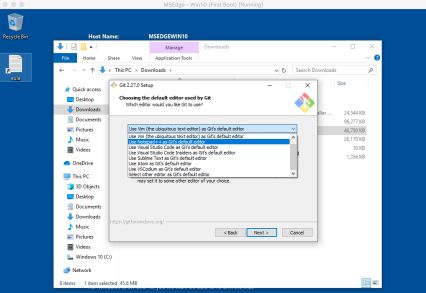 MSEdge - Win10 (First Boot) [Running]
Recycle Bin
eula
Host Name: MSEDGEWIN10
Manage
Downloads
File
Home
Share
View
Application Tools
This PC > Downloads
Search Downloads
Quick access
Desktop
Downloads
Documents
Pictures
Music
Videos
OneDrive
This PC
3D Objects
Desktop
Documents
Downloads
Music
Pictures
Videos
Windows 10 (C:)
Network
Size
24,544 KB
96,277 KB
46,730 KB
10 KB
1,356 KB
Git 2.27.0 Setup
Choosing the default editor used by Git
Which editor would you like Git to use?
Use Vim (the ubiquitous text editor) as Git's default editor
Use Vim (the ubiquitous text editor) as Git's default editor
Use Notepad++ as Git's default editor
Use Visual Studio Code as Git's default editor
Use Visual Studio Code Insiders as Git's default editor
Use Sublime Text as Git's default editor
Use Atom as Git's default editor
Use VSCodium as Git's default editor
Select other editor as Git's default editor
may set it to some other editor of your choice.
https://gitforwindows.org/
< Back
Next >
Cancel
8 items
1 item selected 45.6 MB